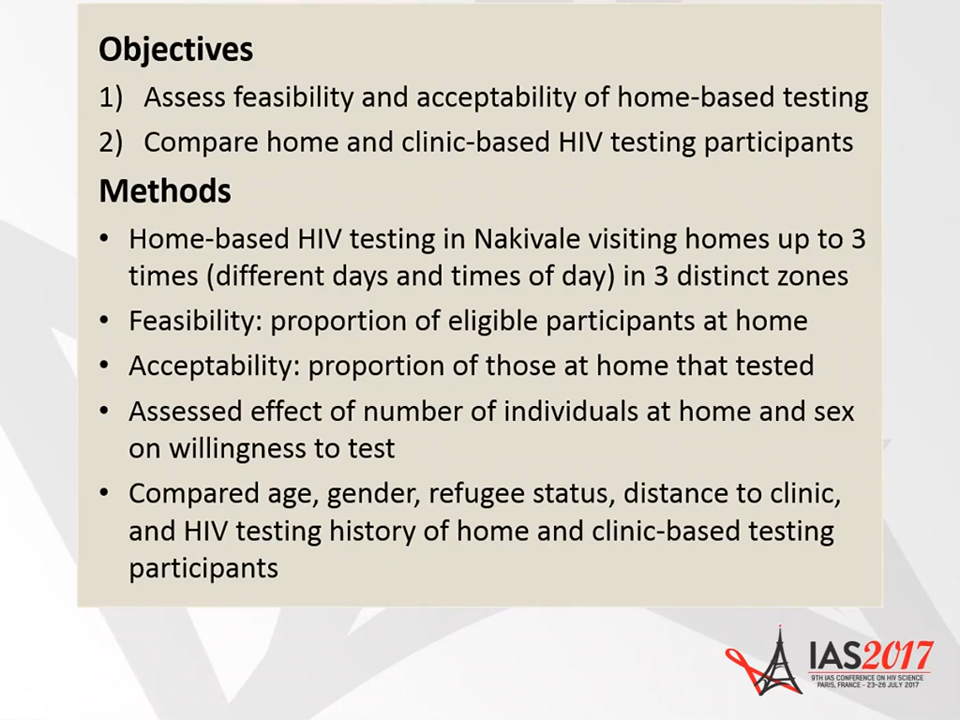 Objectives
1) Assess feasibility and acceptability of home-based testing
2) Compare home and clinic-based HIV testing participants
Methods
• Home-based HIV testing in Nakivale visiting homes up to 3
times (different days and times of day) in 3 distinct zones
• Feasibility: proportion of eligible participants at home
• Acceptability: proportion of those at home that tested
• Assessed effect of number of individuals at home and sex
on willingness to test
• Compared age, gender, refugee status, distance to clinic,
and HIV testing history of home and clinic-based testing
participants
IAS2017
9TH IAS CONFERENCE ON HIV SCIENCE
PARIS, FRANCE - 23-26 JULY 2017